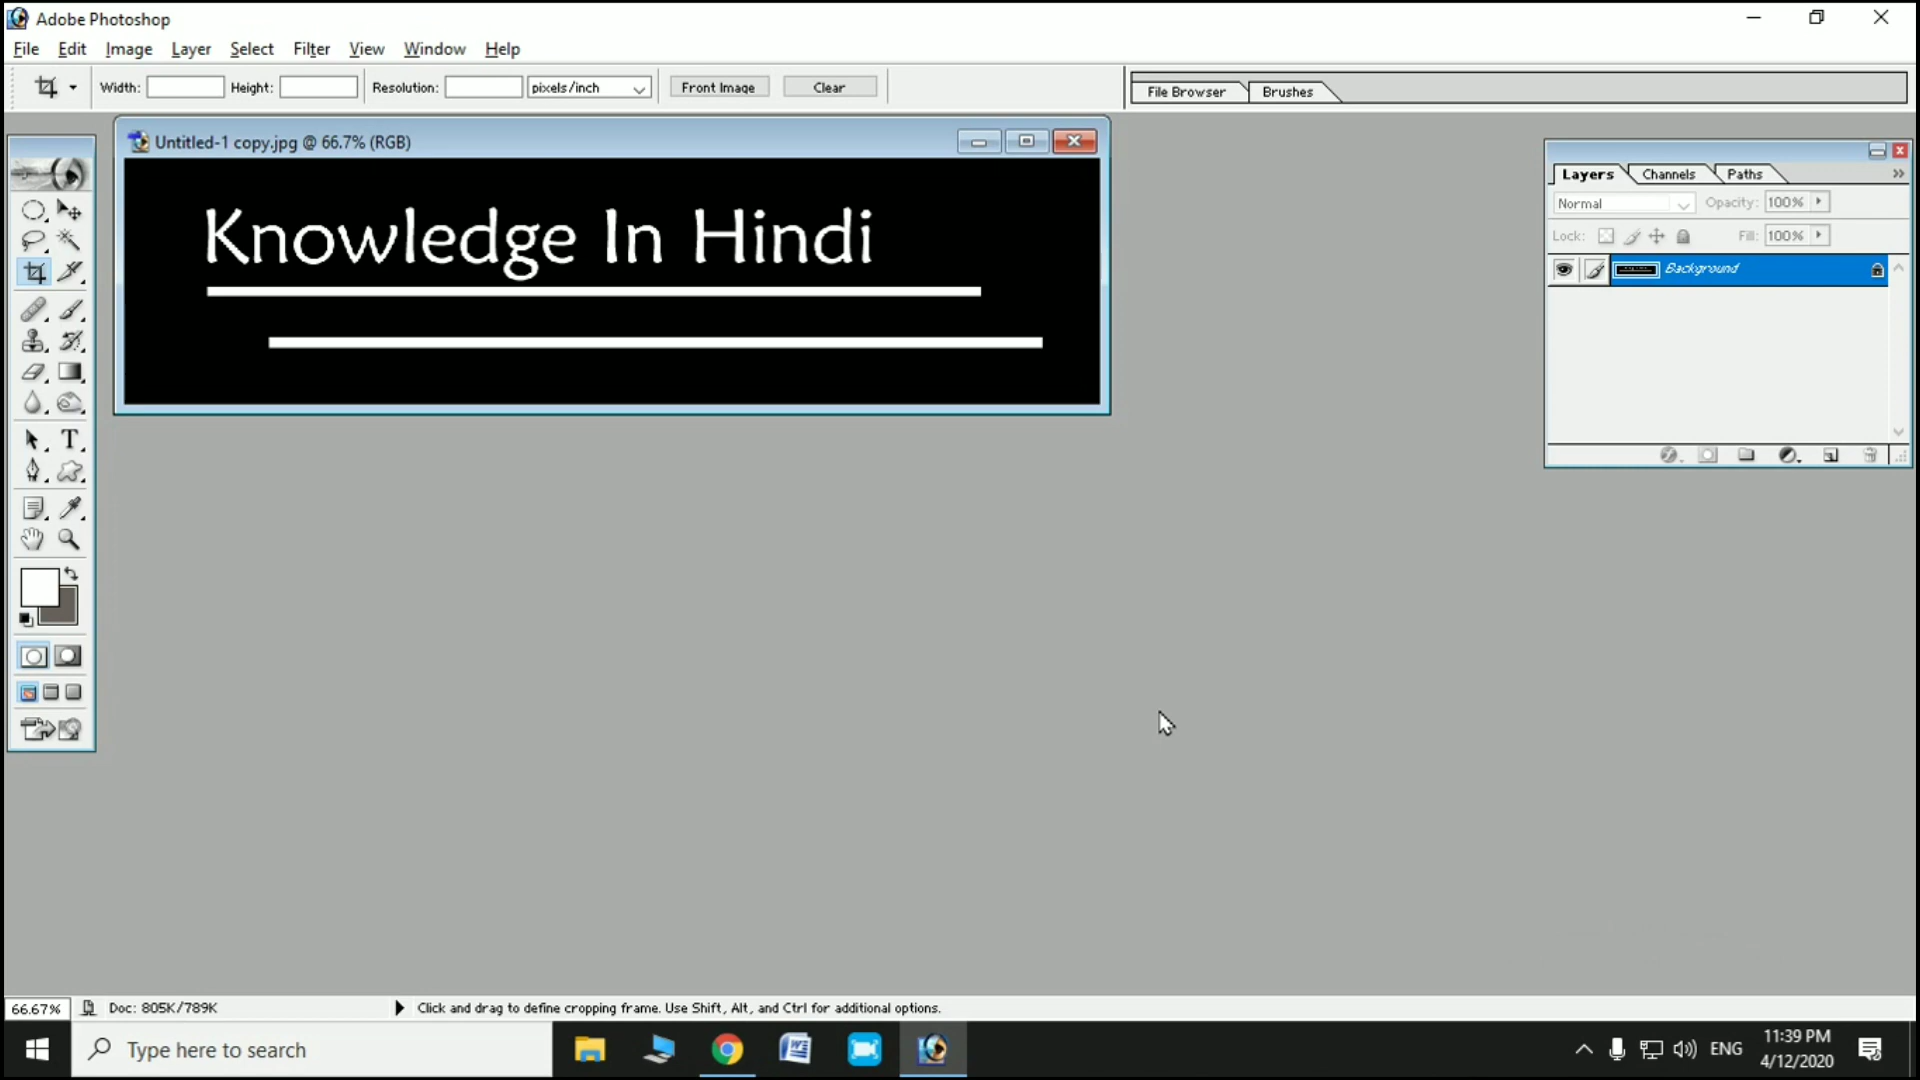 Adobe Photoshop
File Edit Image Layer Select Filter View Window Help
Width: Height: Resolution: pixels/inch Front Image Clear File Browser Brushes
Untitled-1 copy.jpg @ 66.7% (RGB)
Knowledge In Hindi
Layers Channels Paths
Normal Opacity: 100%
Lock: Fill: 100%
Background
66.67% Doc: 805K/789K Click and drag to define cropping frame. Use Shift, Alt, and Ctrl for additional options.
Type here to search
ENG
11:39 PM
4/12/2020